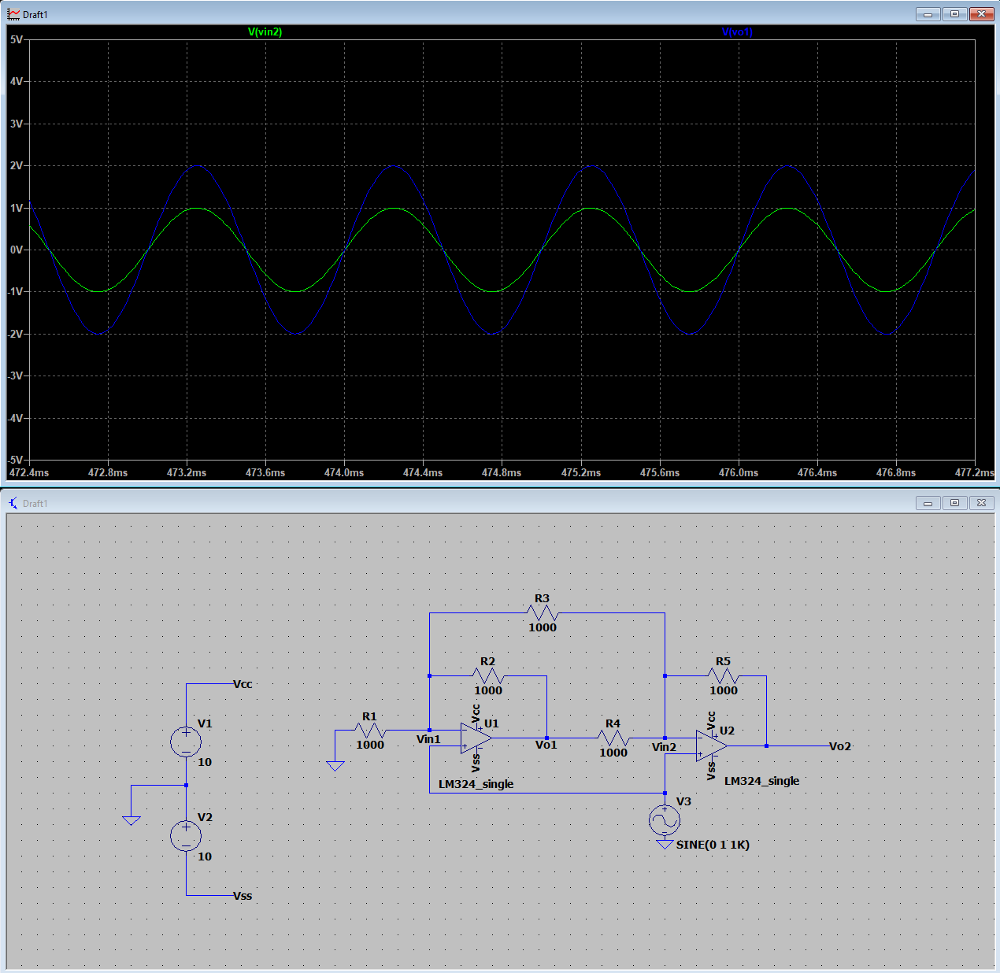 Draft1
V(vin2) V(vo1)
5V
4V
3V
2V
1V
0V
-1V
-2V
-3V
-4V
-5V
472.4ms 472.8ms 473.2ms 473.6ms 474.0ms 474.4ms 474.8ms 475.2ms 475.6ms 476.0ms 476.4ms 476.8ms 477.2ms
Draft1
R3
1000
R2
1000
R5
1000
Vcc
V1
10
V2
10
Vss
R1
1000
Vin1
Vcc
U1
Vss
LM324_single
Vo1
R4
1000
Vin2
Vcc
U2
Vss
LM324_single
Vo2
V3
SINE(0 1 1K)